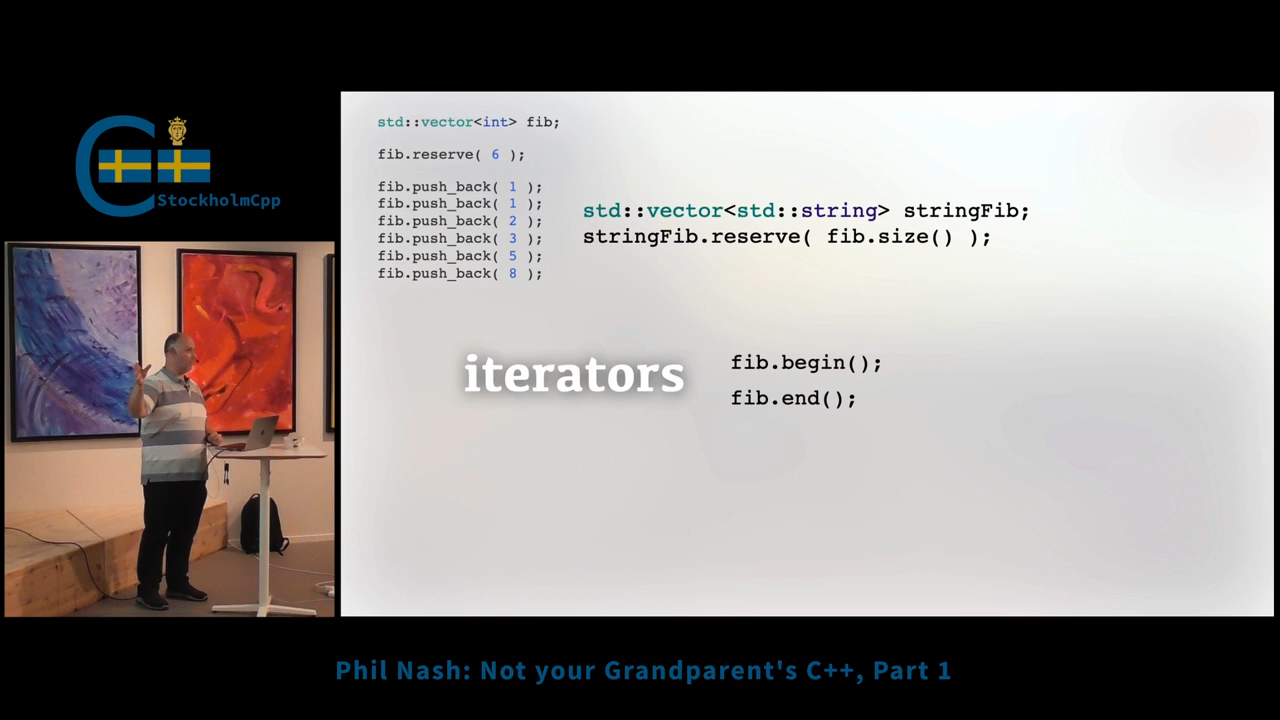 StockholmCpp
std::vector<int> fib;
fib.reserve( 6 );
fib.push_back( 1 );
fib.push_back( 1 );
fib.push_back( 2 );
fib.push_back( 3 );
fib.push_back( 5 );
fib.push_back( 8 );
std::vector<std::string> stringFib;
stringFib.reserve( fib.size() );
iterators
fib.begin();
fib.end();
Phil Nash: Not your Grandparent's C++, Part 1